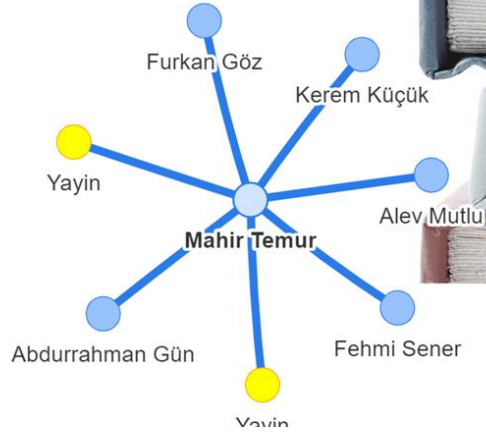 Furkan Göz
Kerem Küçük
Yayin
Alev Mutlu
Mahir Temur
Abdurrahman Gün
Fehmi Sener
Yayin